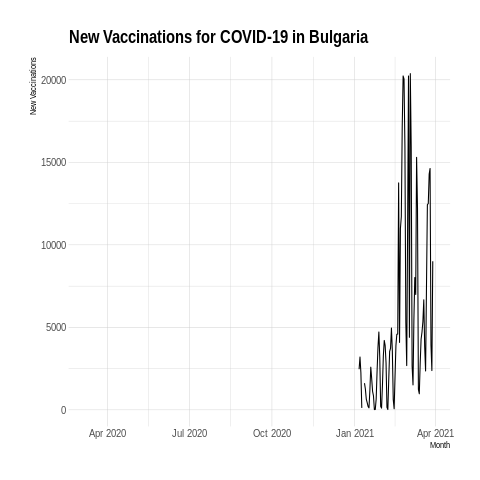 New Vaccinations for COVID-19 in Bulgaria
New Vaccinations
20000
15000
10000
5000
0
Apr 2020 Jul 2020 Oct 2020 Jan 2021 Apr 2021
Month